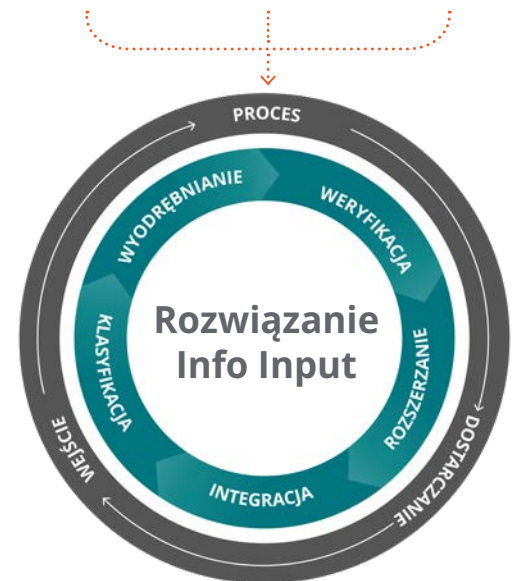 PROCES
WYODRĘBNIANIE
WERYFIKACJA
Rozwiązanie
Info Input
KLASYFIKACJA
ROZSZERZANIE
WEJŚCIE
DOSTARCZANIE
INTEGRACJA